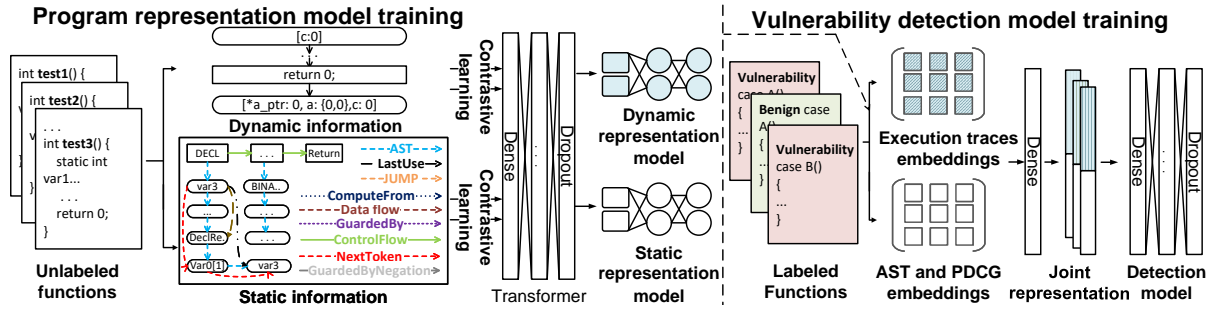 Program representation model training
int test1() {
int test2() {
v
}
. . .
int test3() {
static int
var1...
. . .
return 0;
}
Unlabeled
functions
[c:0]
. . .
return 0;
[*a_ptr: 0, a: {0,0},c: 0]
Dynamic information
DECL
. . .
Return
var3
BINA..
...
. . .
DeclRe.
. . .
Var0[1]
var3
AST
LastUse
JUMP
ComputeFrom
Data flow
GuardedBy
ControlFlow
NextToken
GuardedByNegation
Static information
Contrastive
learning
Contrastive
learning
Dense
. . .
Dropout
Transformer
Dynamic
representation
model
Static
representation
model
Vulnerability detection model training
Vulnerability
case A()
{
...
}
Benign case
A()
{
...
}
Vulnerability
case B()
{
...
}
Labeled
Functions
Execution traces
embeddings
AST and PDCG
embeddings
Dense
Joint
representation
Dense
. . .
Dropout
Detection
model